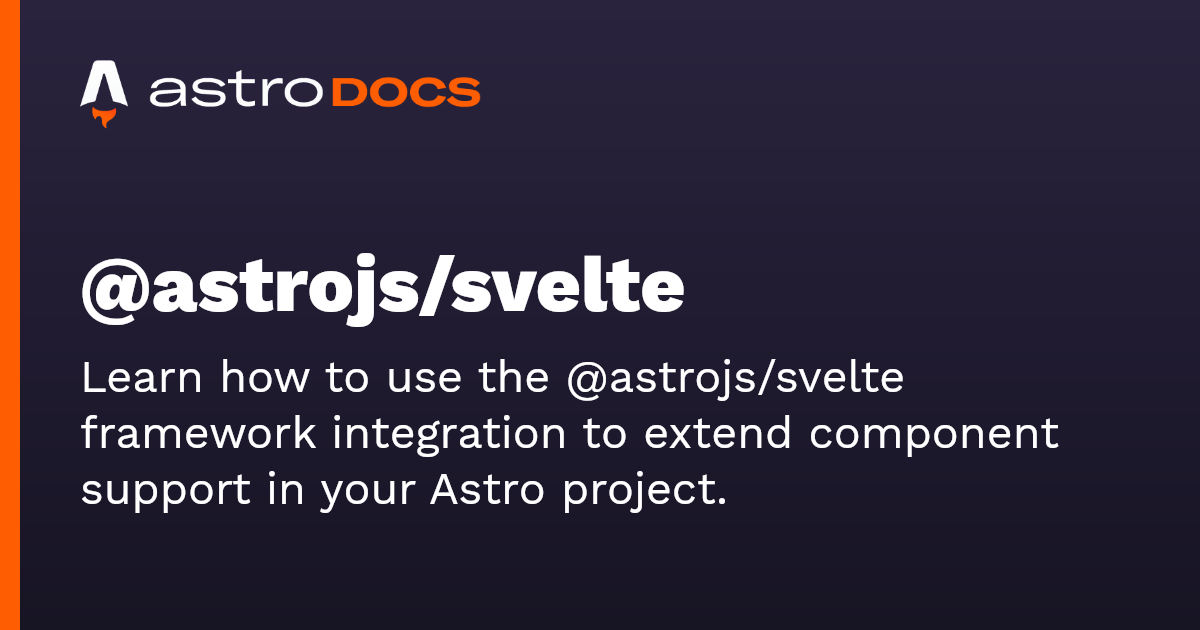 astro DOCS
@astrojs/svelte
Learn how to use the @astrojs/svelte
framework integration to extend component
support in your Astro project.